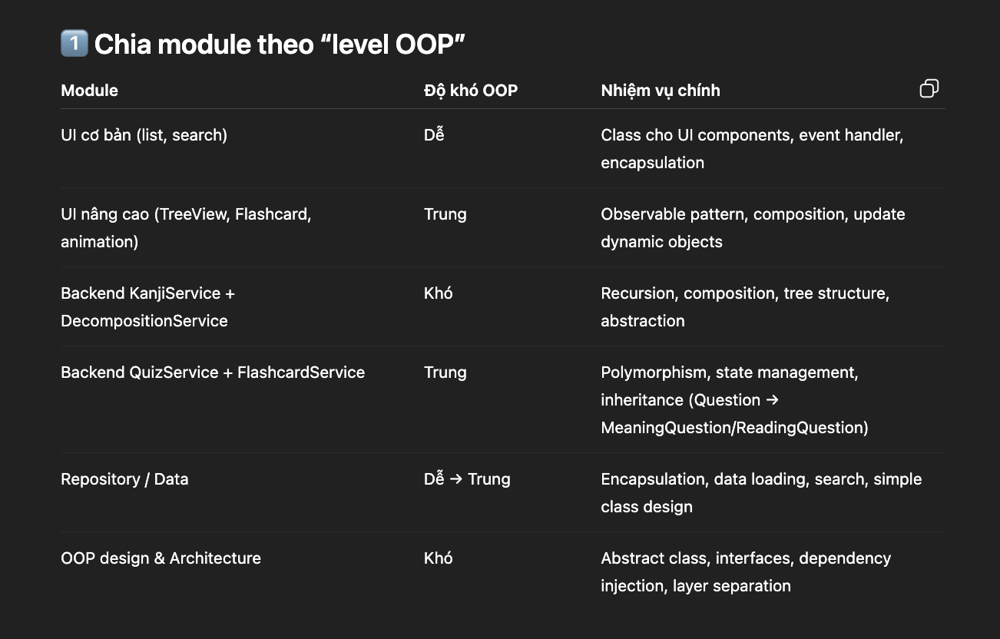 1️⃣ Chia module theo “level OOP”
Module Độ khó OOP Nhiệm vụ chính
UI cơ bản (list, search) Dễ Class cho UI components, event handler,
encapsulation
UI nâng cao (TreeView, Flashcard, Trung Observable pattern, composition, update
animation) dynamic objects
Backend KanjiService + Khó Recursion, composition, tree structure,
DecompositionService abstraction
Backend QuizService + FlashcardService Trung Polymorphism, state management,
inheritance (Question →
MeaningQuestion/ReadingQuestion)
Repository / Data Dễ → Trung Encapsulation, data loading, search, simple
class design
OOP design & Architecture Khó Abstract class, interfaces, dependency
injection, layer separation